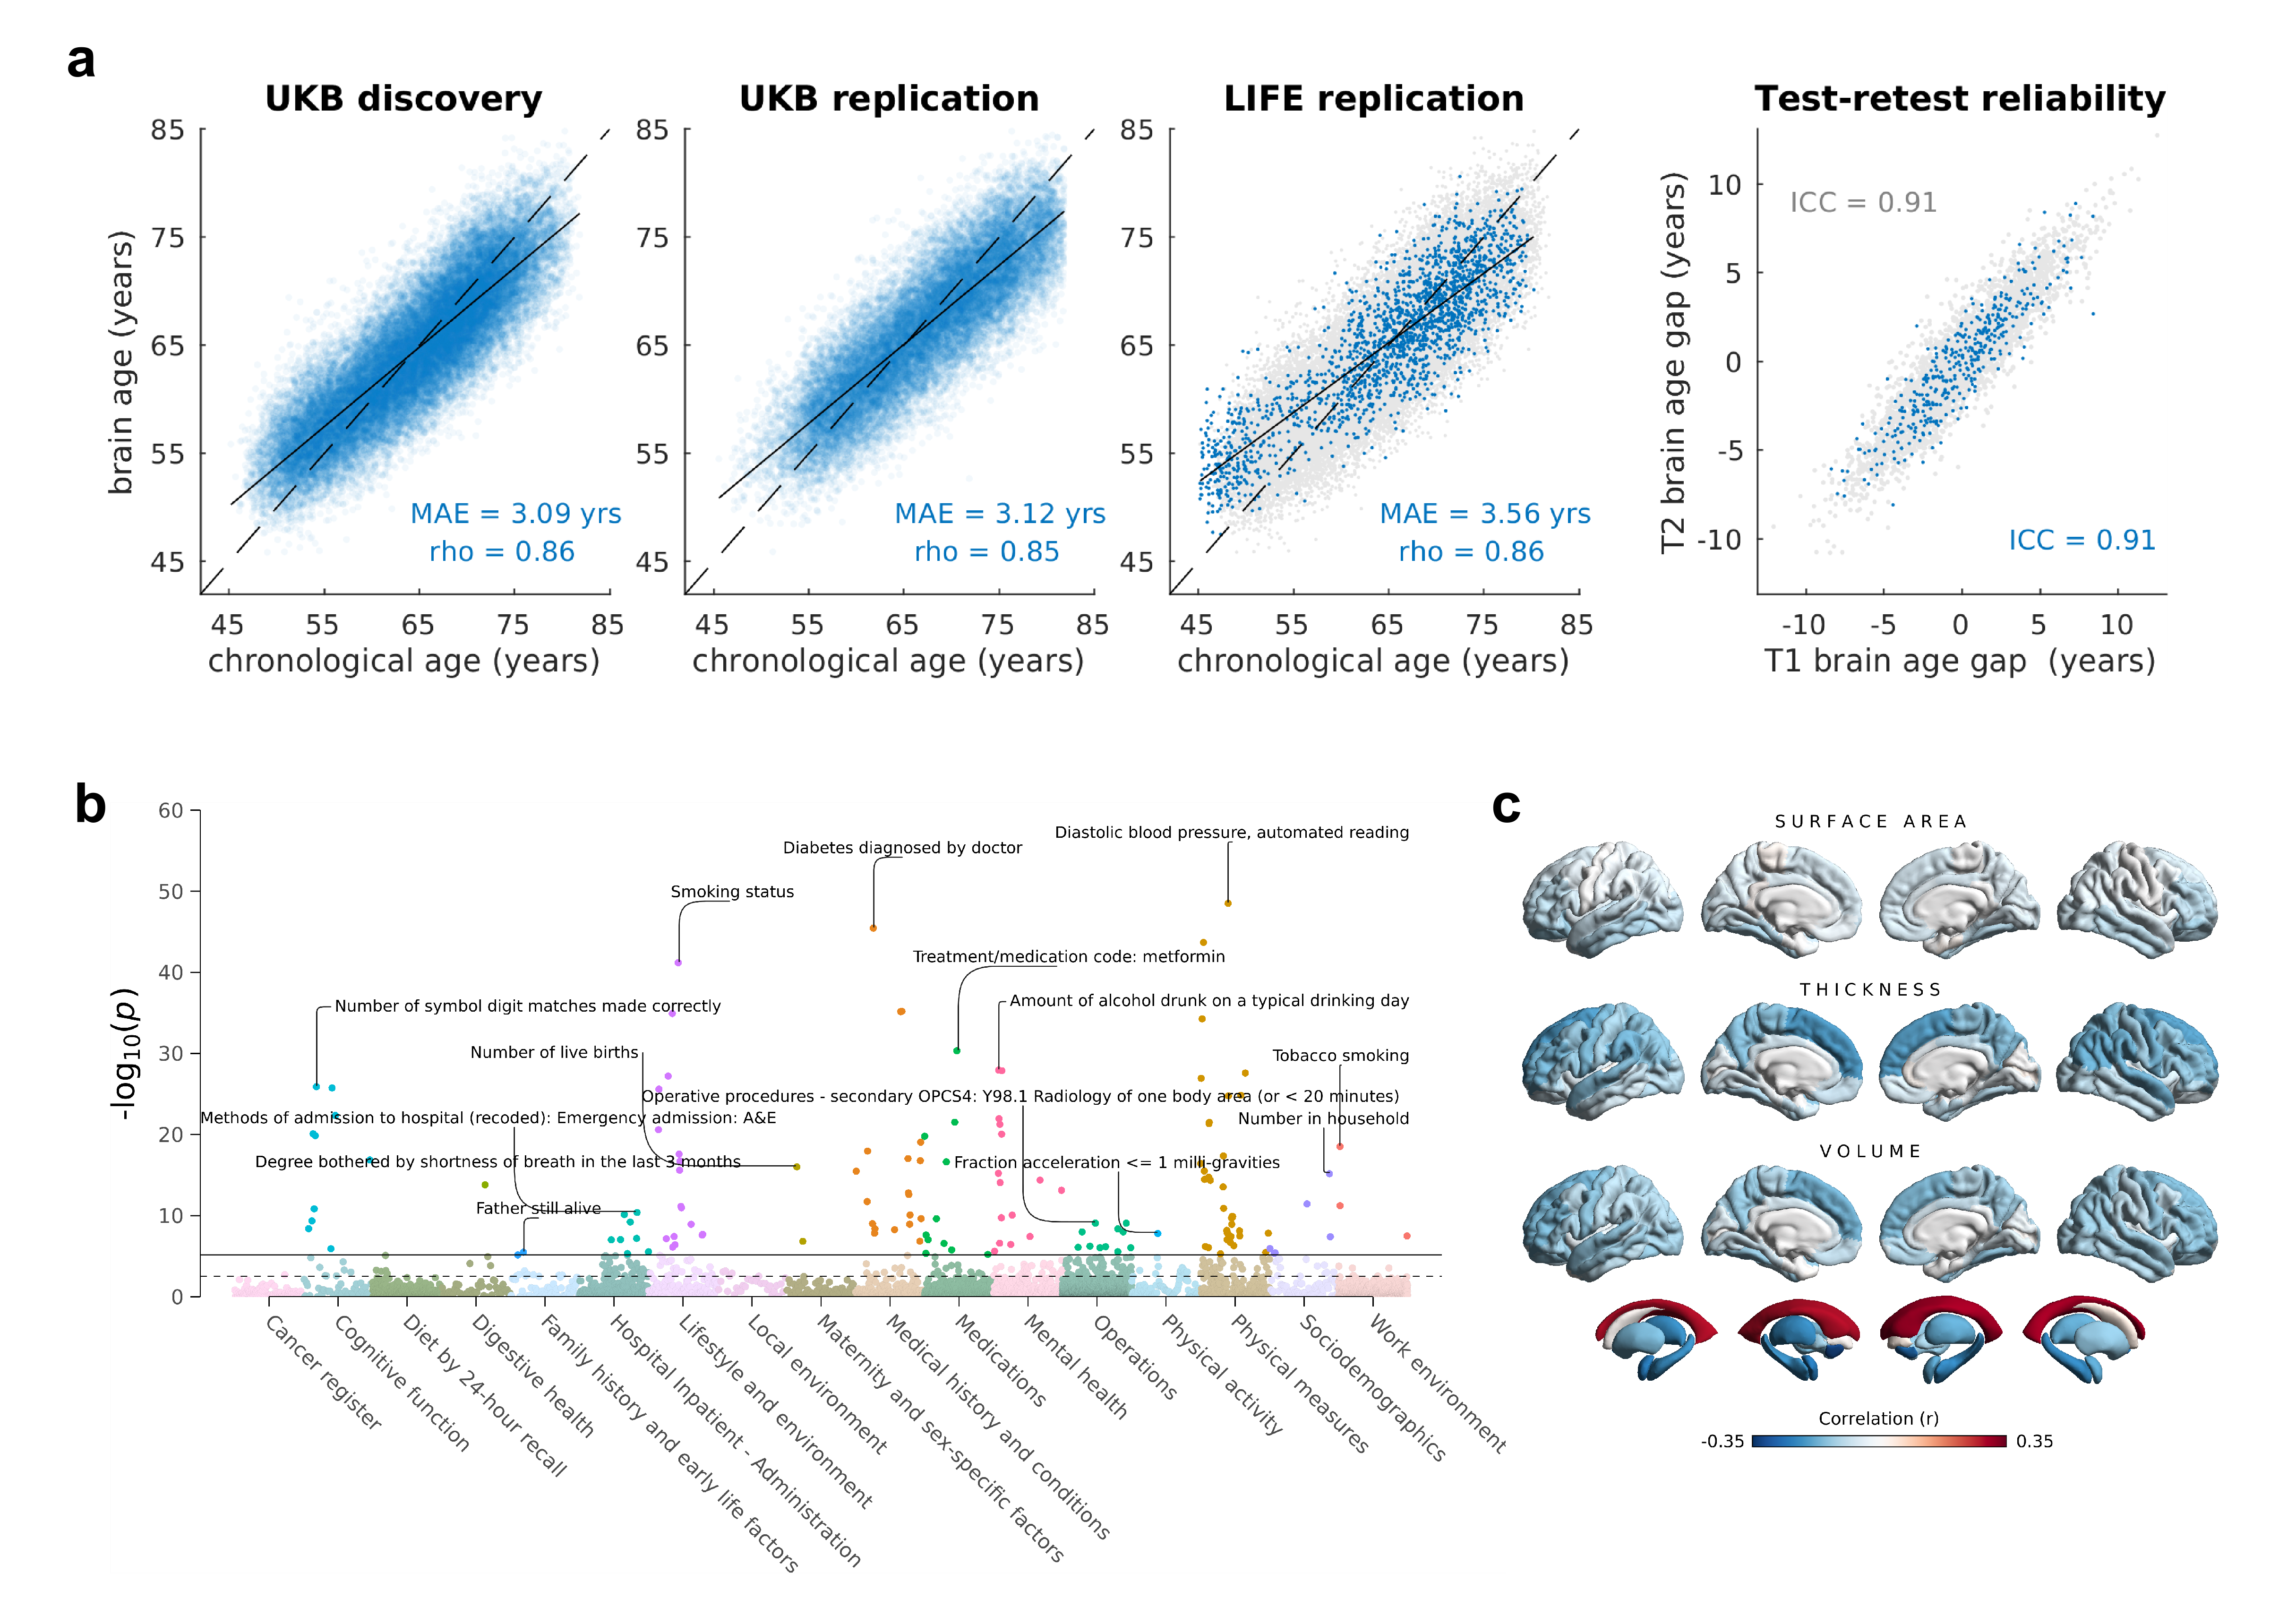 a
UKB discovery
85
75
65
55
45
brain age (years)
MAE = 3.09 yrs
rho = 0.86
45 55 65 75 85
chronological age (years)
UKB replication
85
75
65
55
45
MAE = 3.12 yrs
rho = 0.85
45 55 65 75 85
chronological age (years)
LIFE replication
85
75
65
55
45
MAE = 3.56 yrs
rho = 0.86
45 55 65 75 85
chronological age (years)
Test-retest reliability
10
5
0
-5
-10
T2 brain age gap (years)
ICC = 0.91
ICC = 0.91
-10 -5 0 5 10
T1 brain age gap (years)
b
60
50
40
30
20
10
0
-log10(p)
Diastolic blood pressure, automated reading
Diabetes diagnosed by doctor
Smoking status
Treatment/medication code: metformin
Number of symbol digit matches made correctly
Amount of alcohol drunk on a typical drinking day
Number of live births
Tobacco smoking
Operative procedures - secondary OPCS4: Y98.1 Radiology of one body area (or < 20 minutes)
Methods of admission to hospital (recoded): Emergency admission: A&E
Number in household
Degree bothered by shortness of breath in the last 3 months
Fraction acceleration <= 1 milli-gravities
Father still alive
Cancer register
Cognitive function
Diet by 24-hour recall
Digestive health
Family history and early life factors
Hospital Inpatient - Administration
Lifestyle and environment
Local environment
Maternity and sex-specific factors
Medical history and conditions
Medications
Mental health
Operations
Physical activity
Physical measures
Sociodemographics
Work environment
c
SURFACE AREA
THICKNESS
VOLUME
Correlation (r)
-0.35 0.35